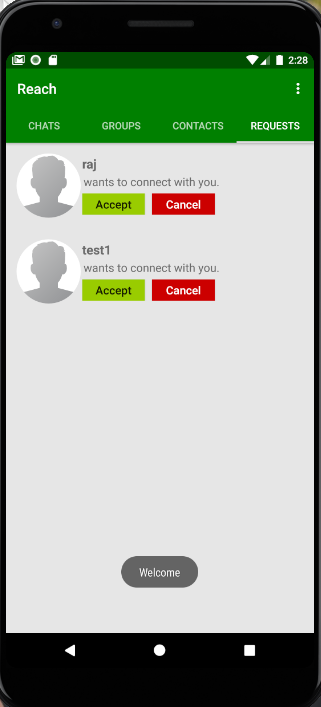 2:28
Reach
CHATS GROUPS CONTACTS REQUESTS
raj
wants to connect with you.
Accept Cancel
test1
wants to connect with you.
Accept Cancel
Welcome